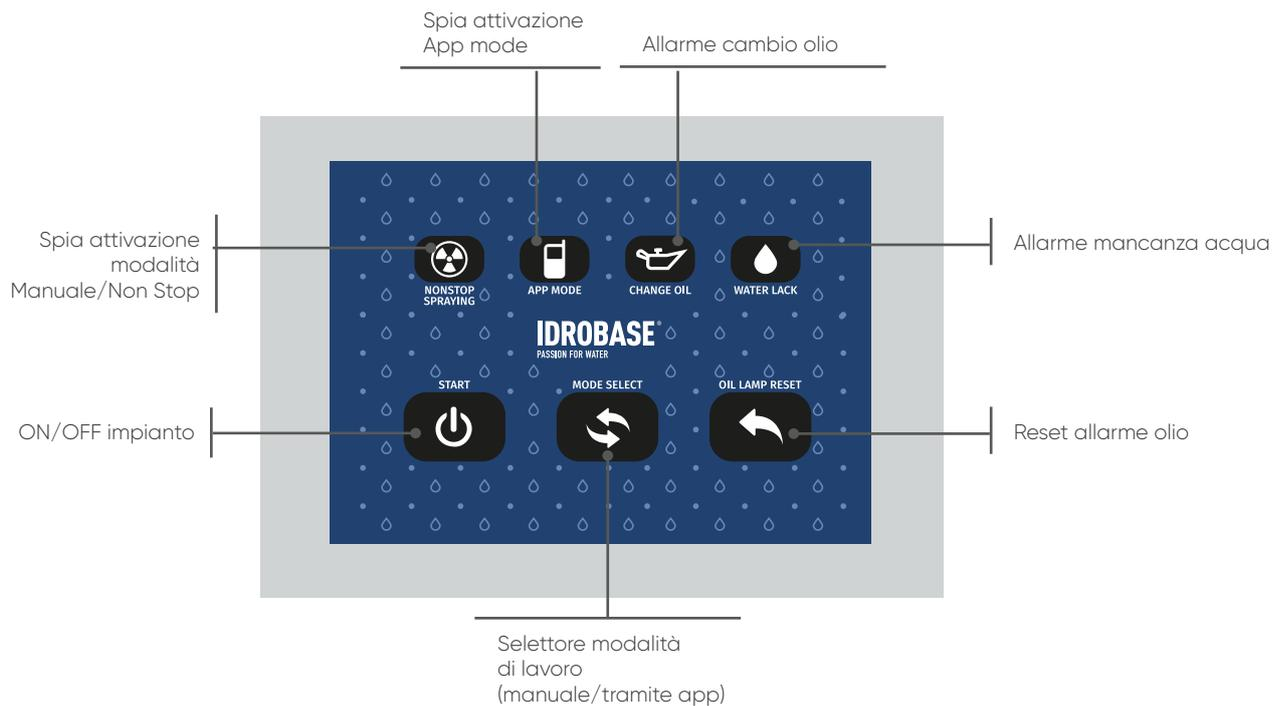 Spia attivazione
App mode
Allarme cambio olio
Spia attivazione
modalità
Manuale/Non Stop
Allarme mancanza acqua
NONSTOP
SPRAYING
APP MODE
CHANGE OIL
WATER LACK
IDROBASE®
PASSION FOR WATER
START
MODE SELECT
OIL LAMP RESET
ON/OFF impianto
Reset allarme olio
Selettore modalità
di lavoro
(manuale/tramite app)